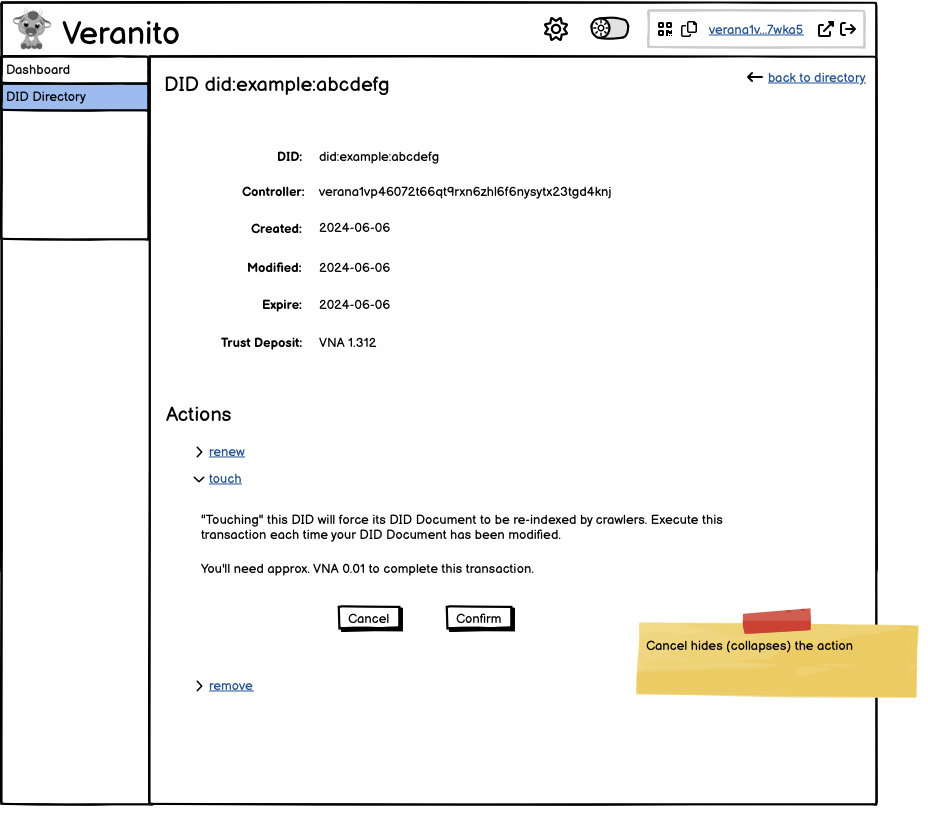 Veranito
verana1v...7wka5
Dashboard
DID Directory
DID did:example:abcdefg
back to directory
DID: did:example:abcdefg
Controller: verana1vp46072t66qt9rxn6zhl6f6nysytx23tgd4knj
Created: 2024-06-06
Modified: 2024-06-06
Expire: 2024-06-06
Trust Deposit: VNA 1.312
Actions
renew
touch
"Touching" this DID will force its DID Document to be re-indexed by crawlers. Execute this
transaction each time your DID Document has been modified.
You'll need approx. VNA 0.01 to complete this transaction.
Cancel
Confirm
Cancel hides (collapses) the action
remove